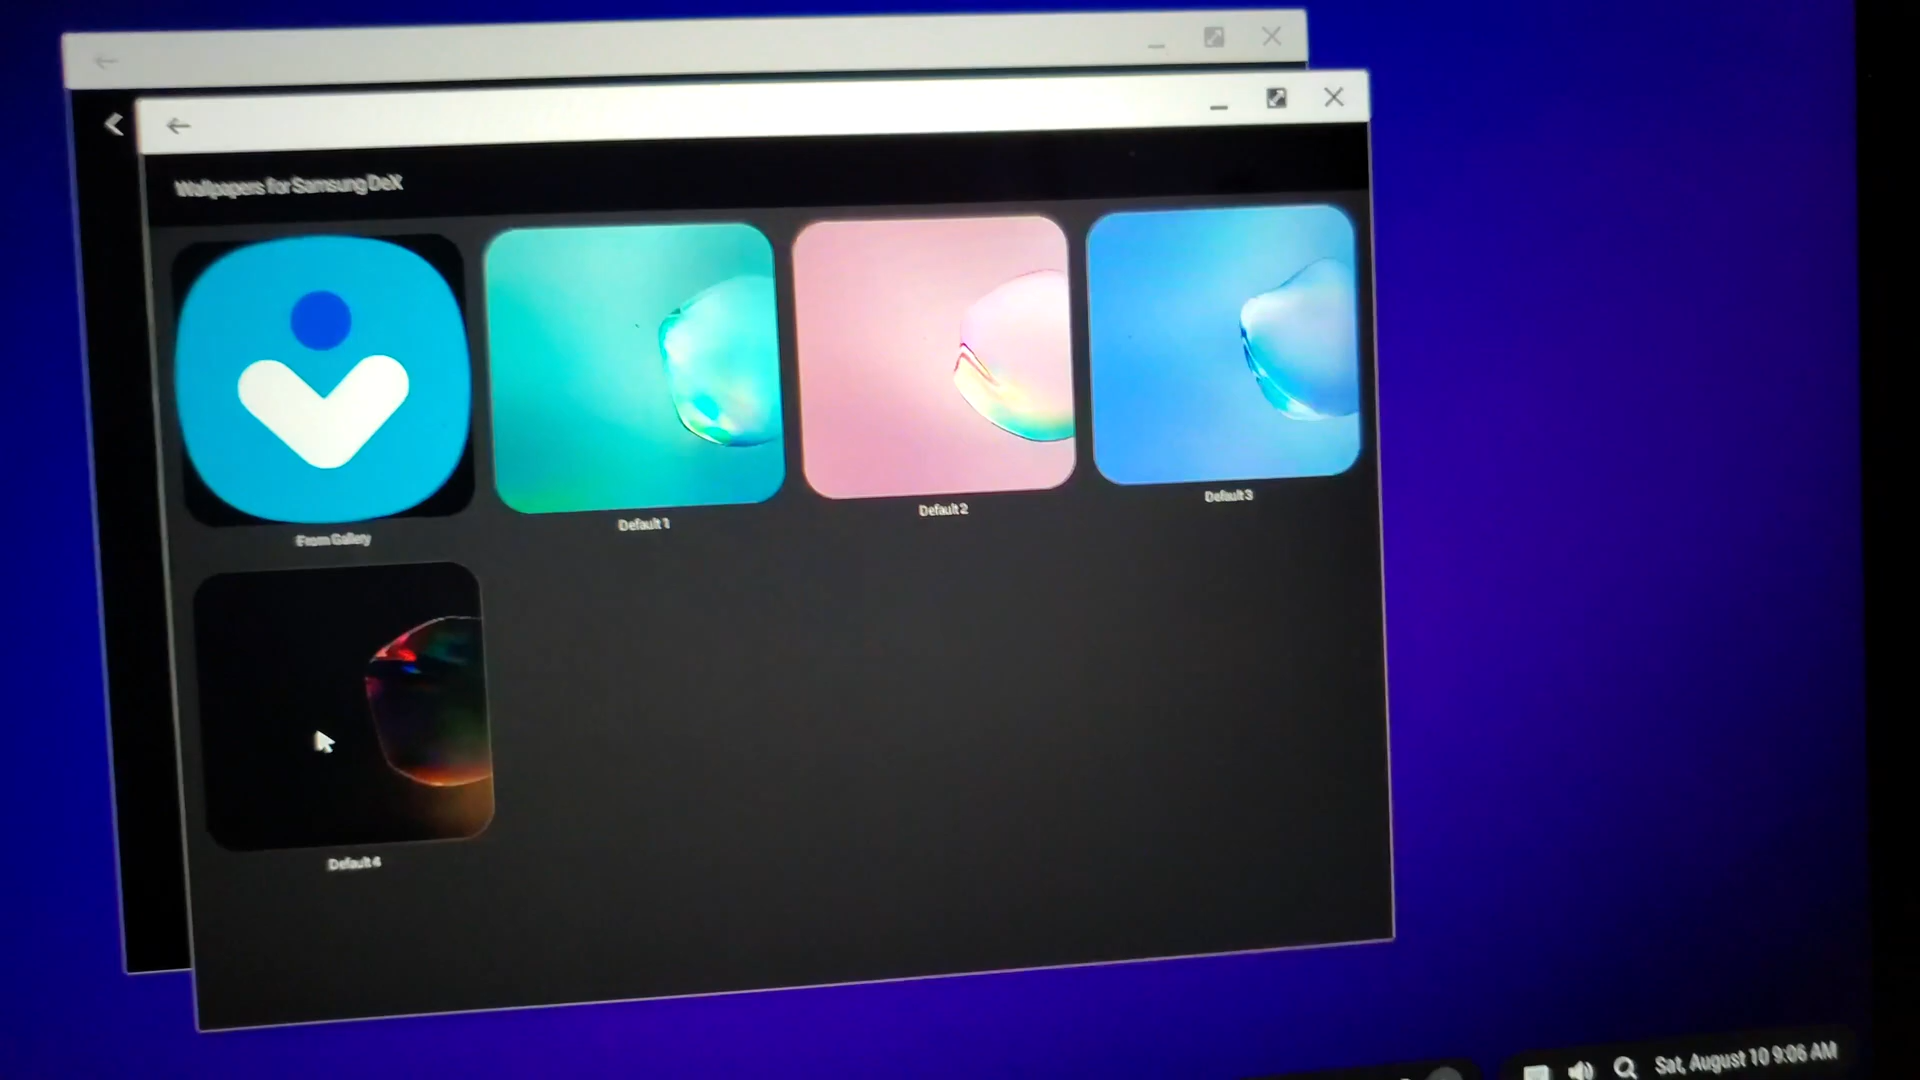 Wallpapers for Samsung DeX
From Gallery
Default 1
Default 2
Default 3
Default 4
Sat, August 10 9:06 AM